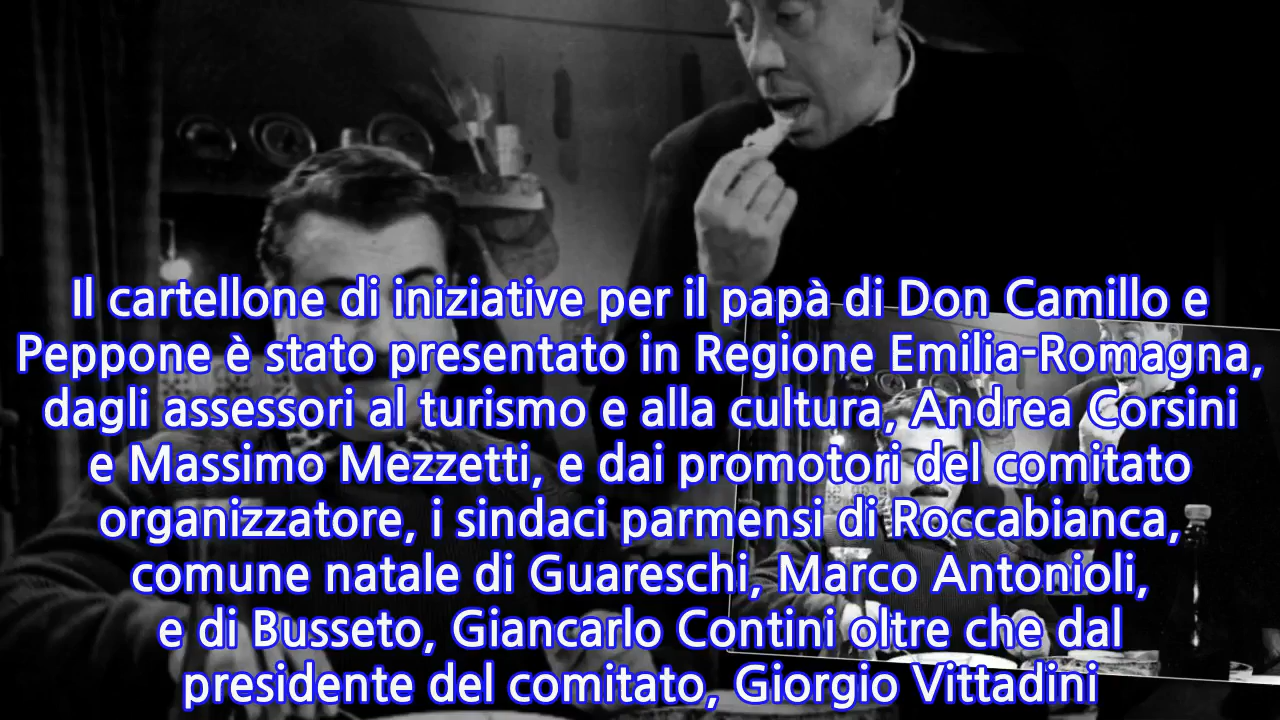 Il cartellone di iniziative per il papà di Don Camillo e
Peppone è stato presentato in Regione Emilia-Romagna,
dagli assessori al turismo e alla cultura, Andrea Corsini
e Massimo Mezzetti, e dai promotori del comitato
organizzatore, i sindaci parmensi di Roccabianca,
comune natale di Guareschi, Marco Antonioli,
e di Busseto, Giancarlo Contini oltre che dal
presidente del comitato, Giorgio Vittadini